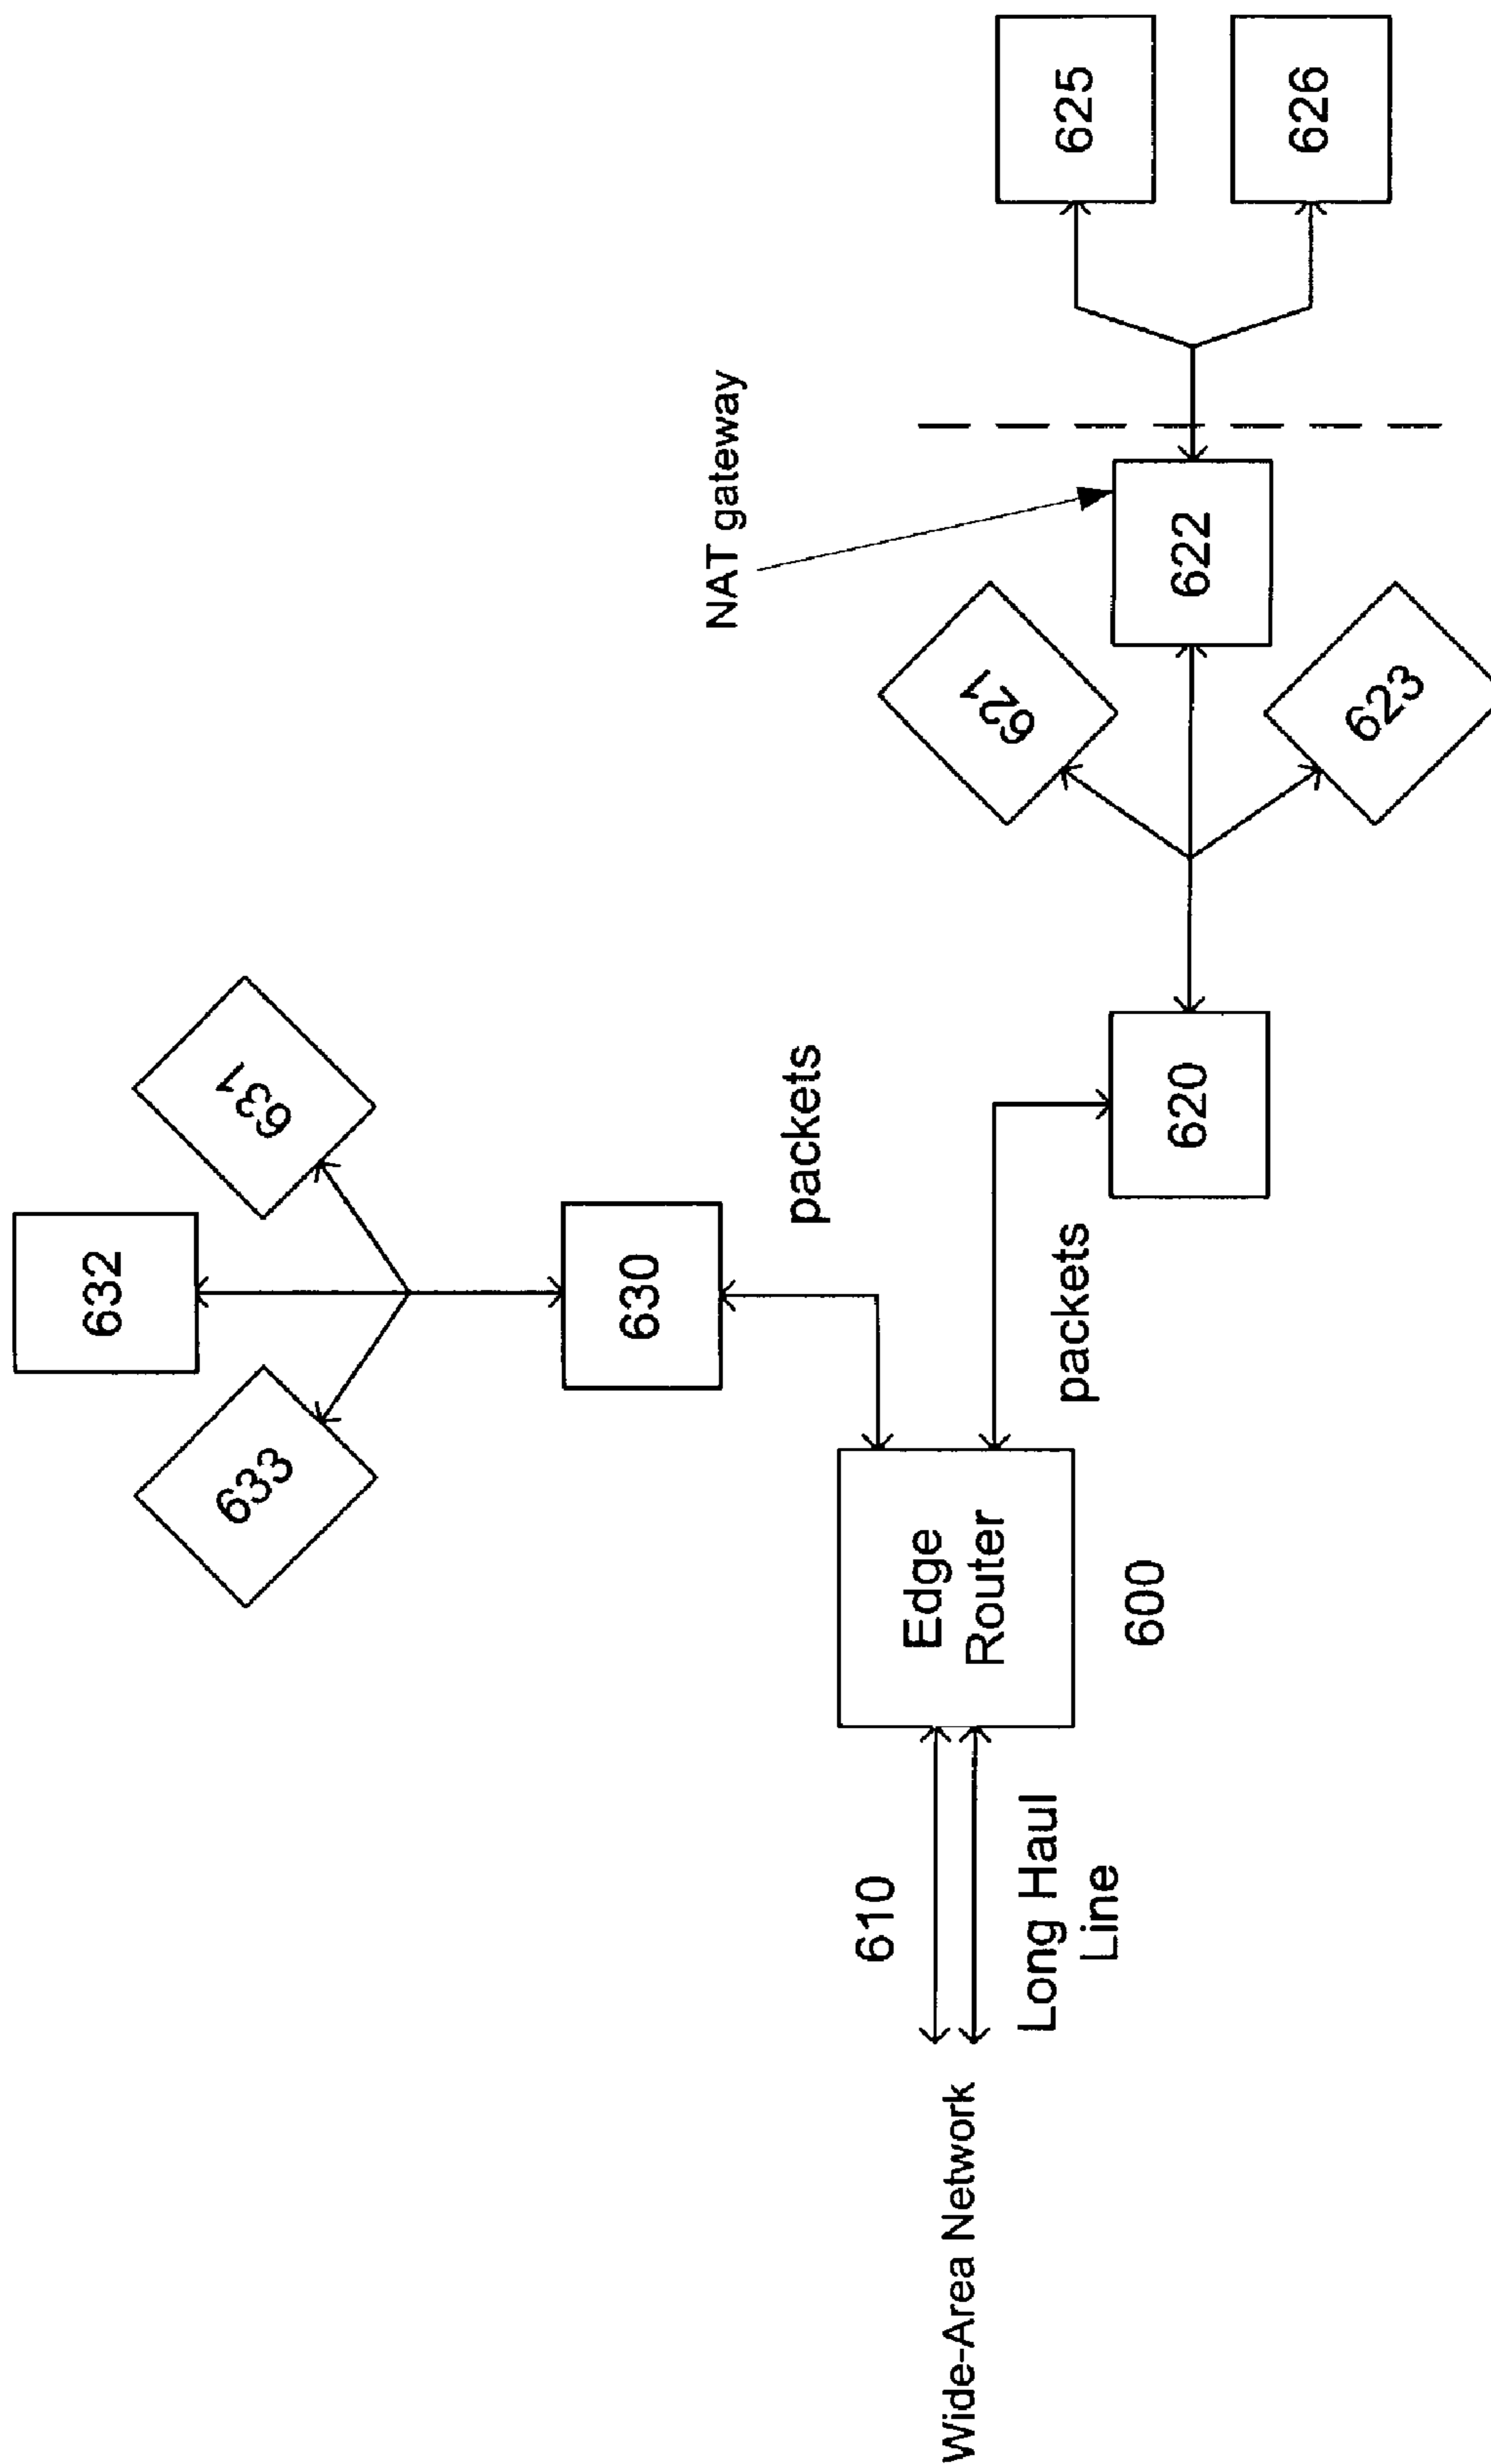 Wide-Area Network
610
Long Haul
Line
Edge
Router
600
packets
packets
630
633
632
631
620
621
622
623
NAT gateway
625
626